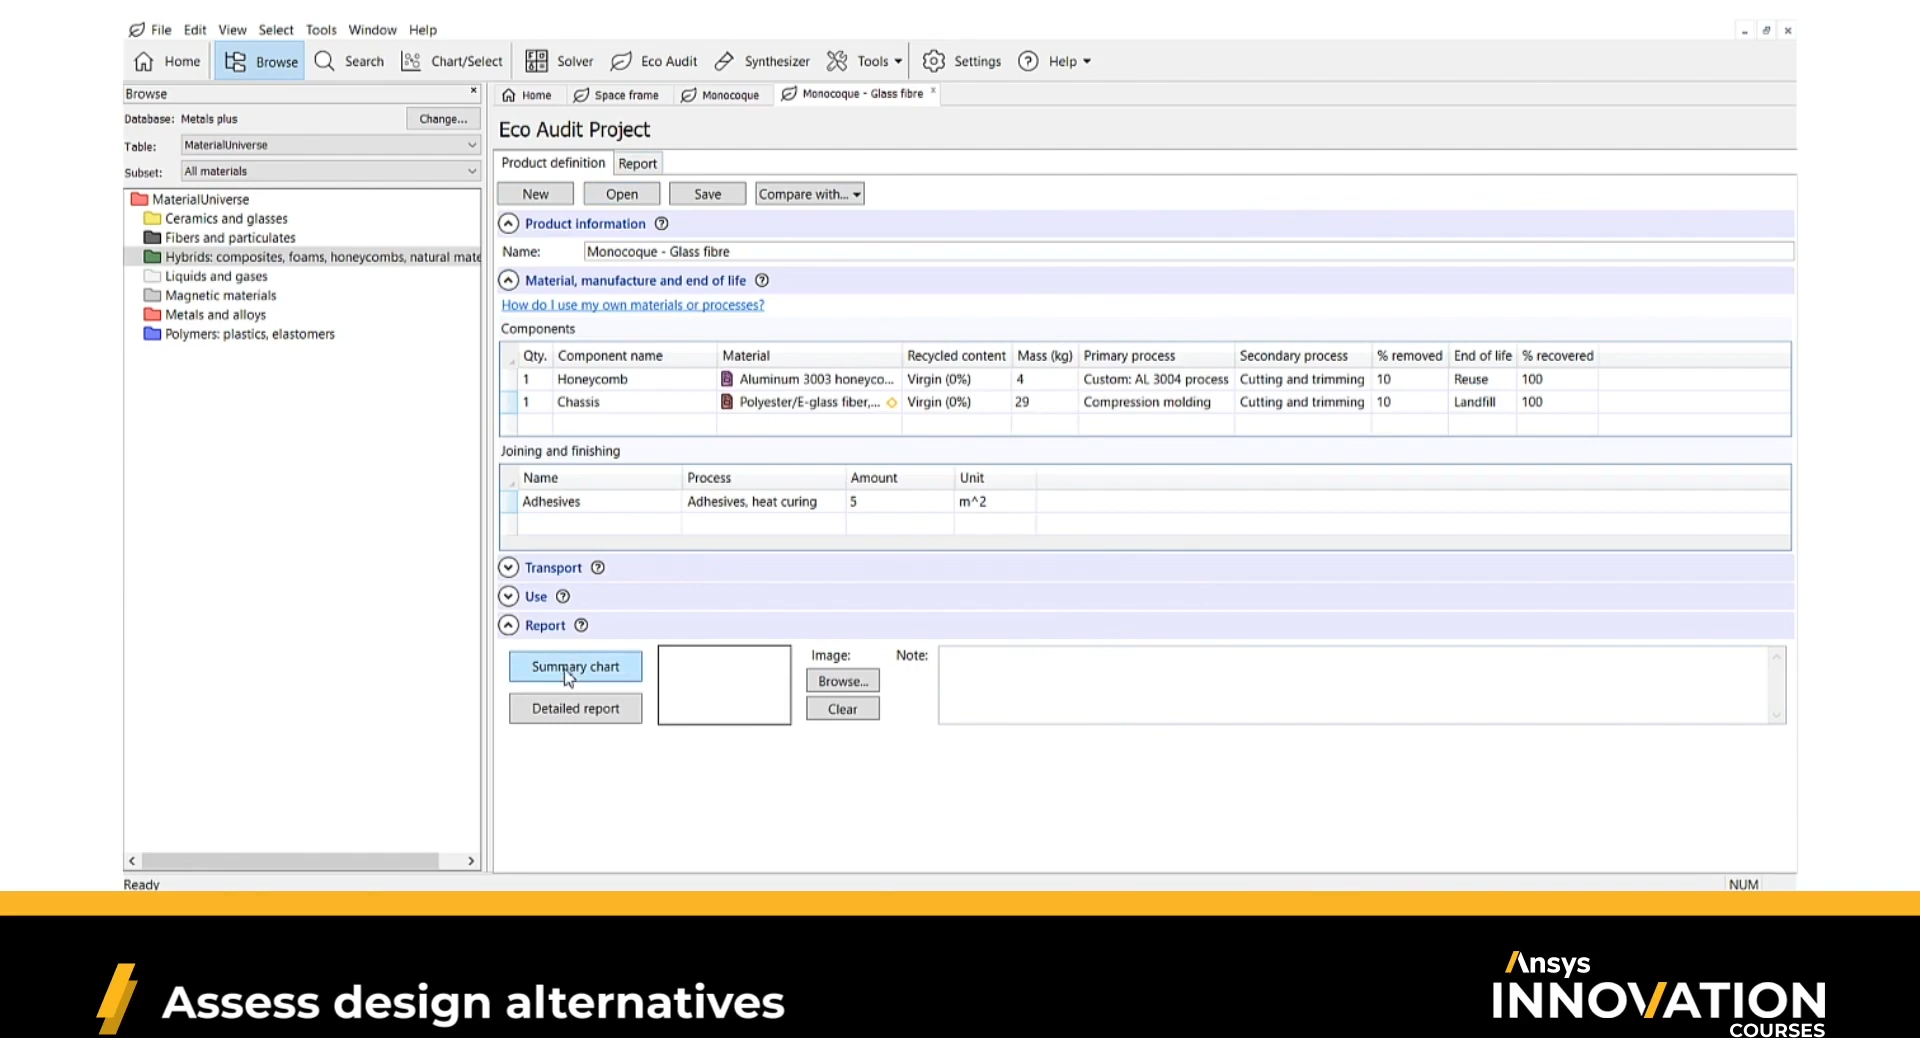 File Edit View Select Tools Window Help
Home Browse Search Chart/Select Solver Eco Audit Synthesizer Tools Settings Help
Browse
Database: Metals plus Change...
Table: MaterialUniverse
Subset: All materials
MaterialUniverse
Ceramics and glasses
Fibers and particulates
Hybrids: composites, foams, honeycombs, natural mate
Liquids and gases
Magnetic materials
Metals and alloys
Polymers: plastics, elastomers
Home Space frame Monocoque Monocoque - Glass fibre
Eco Audit Project
Product definition Report
New Open Save Compare with...
Product information
Name: Monocoque - Glass fibre
Material, manufacture and end of life
How do I use my own materials or processes?
Components
Qty. Component name Material Recycled content Mass (kg) Primary process Secondary process % removed End of life % recovered
1 Honeycomb Aluminum 3003 honeyco... Virgin (0%) 4 Custom: AL 3004 process Cutting and trimming 10 Reuse 100
1 Chassis Polyester/E-glass fiber,... Virgin (0%) 29 Compression molding Cutting and trimming 10 Landfill 100
Joining and finishing
Name Process Amount Unit
Adhesives Adhesives, heat curing 5 m^2
Transport
Use
Report
Summary chart
Detailed report
Image:
Browse...
Clear
Note:
Ready NUM
Assess design alternatives
Ansys
INNOVATION
COURSES